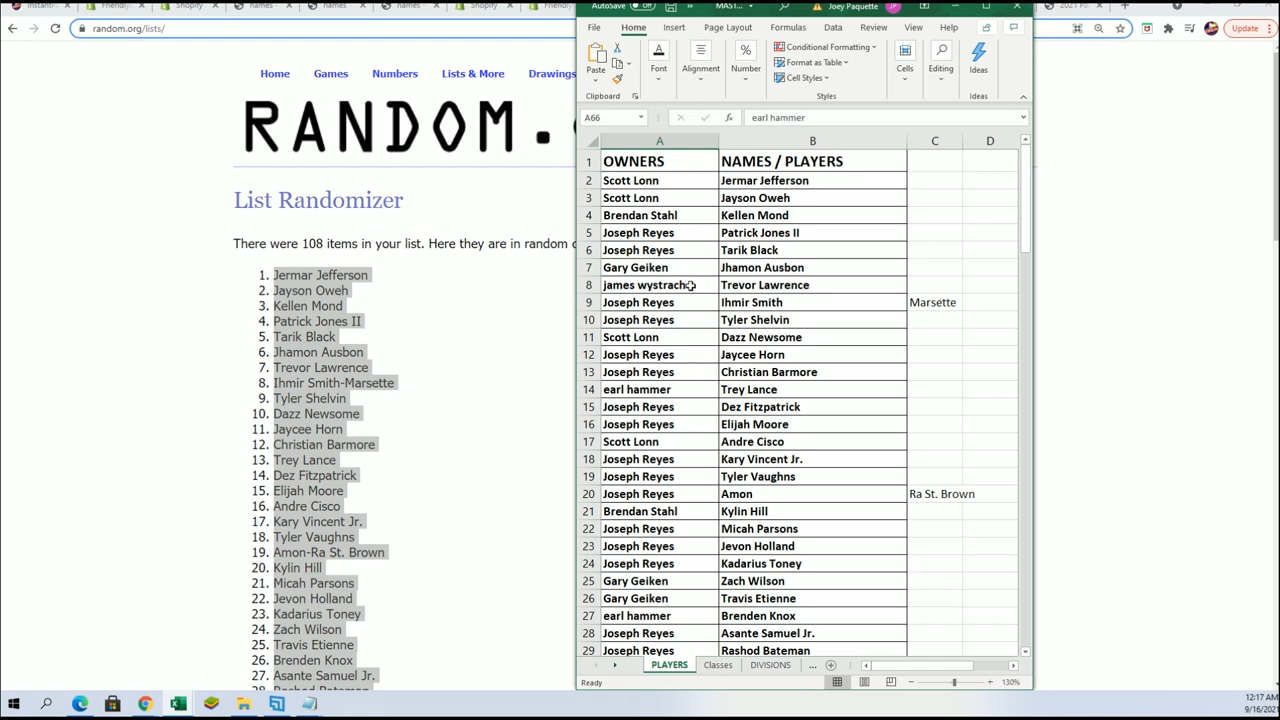 Instant-
Friendly
Shopify
names -
names -
names -
Shopify
Friendly
2021 P
random.org/lists/
Update
Home
Games
Numbers
Lists & More
Drawings
RANDOM.
List Randomizer
There were 108 items in your list. Here they are in random
1. Jermar Jefferson
2. Jayson Oweh
3. Kellen Mond
4. Patrick Jones II
5. Tarik Black
6. Jhamon Ausbon
7. Trevor Lawrence
8. Ihmir Smith-Marsette
9. Tyler Shelvin
10. Dazz Newsome
11. Jaycee Horn
12. Christian Barmore
13. Trey Lance
14. Dez Fitzpatrick
15. Elijah Moore
16. Andre Cisco
17. Kary Vincent Jr.
18. Tyler Vaughns
19. Amon-Ra St. Brown
20. Kylin Hill
21. Micah Parsons
22. Jevon Holland
23. Kadarius Toney
24. Zach Wilson
25. Travis Etienne
26. Brenden Knox
27. Asante Samuel Jr.
28. Rashod Bateman
AutoSave Off MAST... Joey Paquette JP
File Home Insert Page Layout Formulas Data Review View Help
Paste
Font
Alignment
Number
Conditional Formatting
Format as Table
Cell Styles
Cells
Editing
Ideas
Clipboard
Styles
Ideas
A66 fx earl hammer
A B C D
1 OWNERS NAMES / PLAYERS
2 Scott Lonn Jermar Jefferson
3 Scott Lonn Jayson Oweh
4 Brendan Stahl Kellen Mond
5 Joseph Reyes Patrick Jones II
6 Joseph Reyes Tarik Black
7 Gary Geiken Jhamon Ausbon
8 james wystrach Trevor Lawrence
9 Joseph Reyes Ihmir Smith Marsette
10 Joseph Reyes Tyler Shelvin
11 Scott Lonn Dazz Newsome
12 Joseph Reyes Jaycee Horn
13 Joseph Reyes Christian Barmore
14 earl hammer Trey Lance
15 Joseph Reyes Dez Fitzpatrick
16 Joseph Reyes Elijah Moore
17 Scott Lonn Andre Cisco
18 Joseph Reyes Kary Vincent Jr.
19 Joseph Reyes Tyler Vaughns
20 Joseph Reyes Amon Ra St. Brown
21 Brendan Stahl Kylin Hill
22 Joseph Reyes Micah Parsons
23 Joseph Reyes Jevon Holland
24 Joseph Reyes Kadarius Toney
25 Gary Geiken Zach Wilson
26 Gary Geiken Travis Etienne
27 earl hammer Brenden Knox
28 Joseph Reyes Asante Samuel Jr.
29 Joseph Reyes Rashod Bateman
PLAYERS Classes DIVISIONS ...
Ready 130%
12:17 AM
9/16/2021